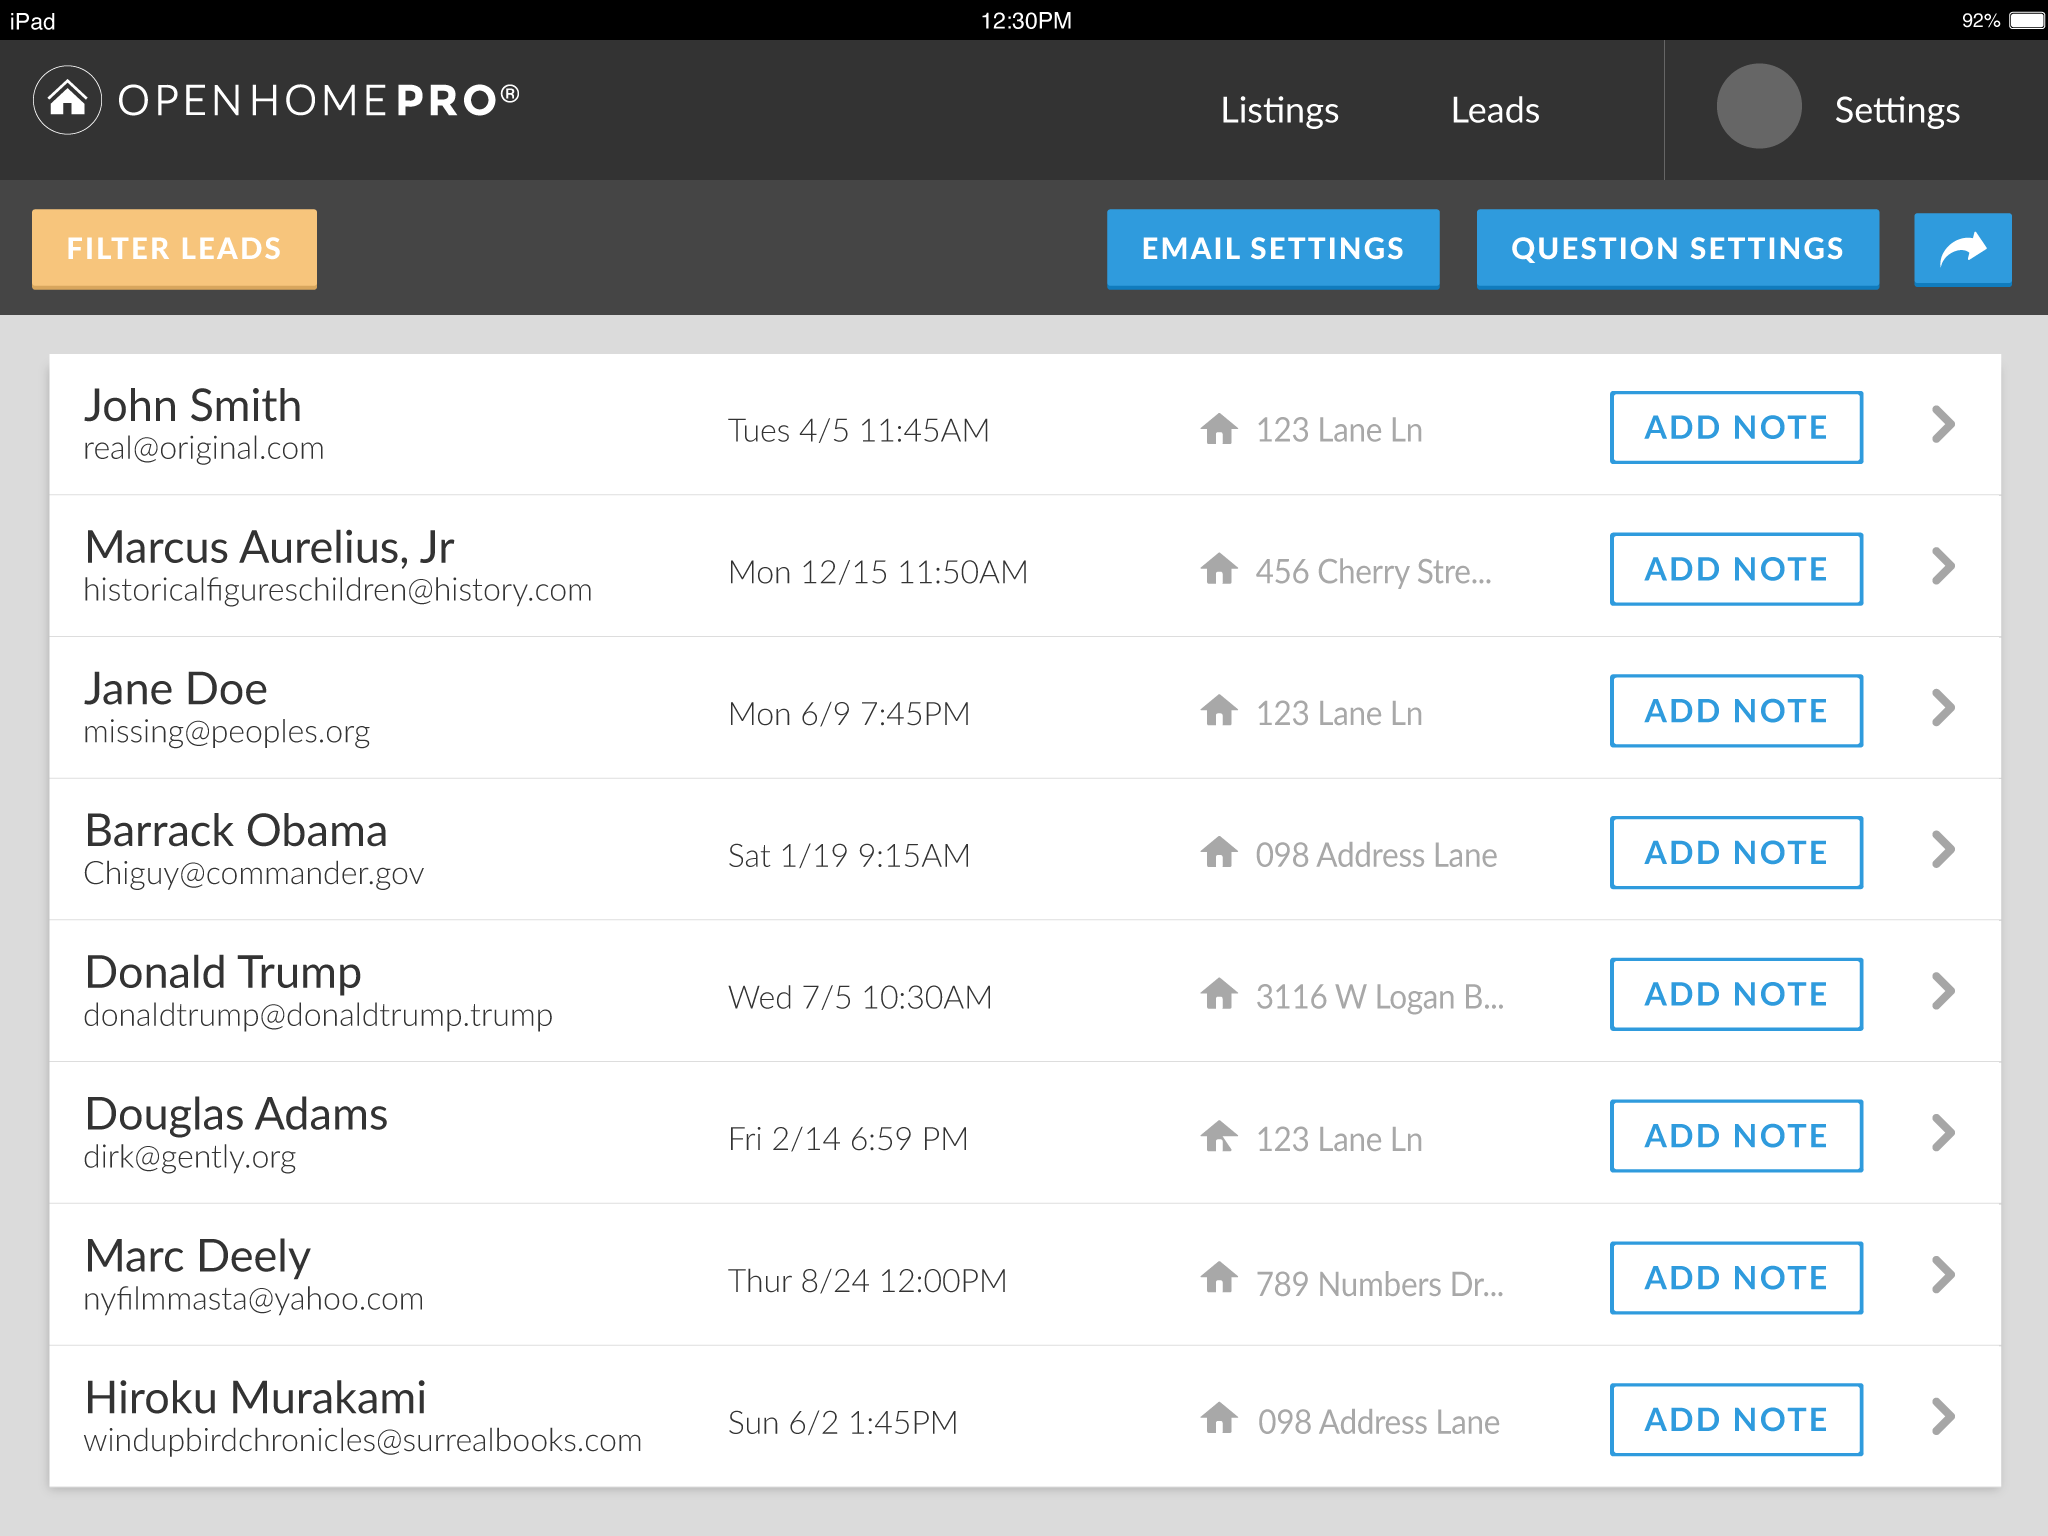 iPad 12:30PM 92%
OPENHOMEPRO® Listings Leads Settings
FILTER LEADS EMAIL SETTINGS QUESTION SETTINGS
John Smith
real@original.com
Tues 4/5 11:45AM
123 Lane Ln
ADD NOTE
Marcus Aurelius, Jr
historicalfigureschildren@history.com
Mon 12/15 11:50AM
456 Cherry Stre...
ADD NOTE
Jane Doe
missing@peoples.org
Mon 6/9 7:45PM
123 Lane Ln
ADD NOTE
Barrack Obama
Chiguy@commander.gov
Sat 1/19 9:15AM
098 Address Lane
ADD NOTE
Donald Trump
donaldtrump@donaldtrump.trump
Wed 7/5 10:30AM
3116 W Logan B...
ADD NOTE
Douglas Adams
dirk@gently.org
Fri 2/14 6:59 PM
123 Lane Ln
ADD NOTE
Marc Deely
nyfilmmasta@yahoo.com
Thur 8/24 12:00PM
789 Numbers Dr...
ADD NOTE
Hiroku Murakami
windupbirdchronicles@surrealbooks.com
Sun 6/2 1:45PM
098 Address Lane
ADD NOTE